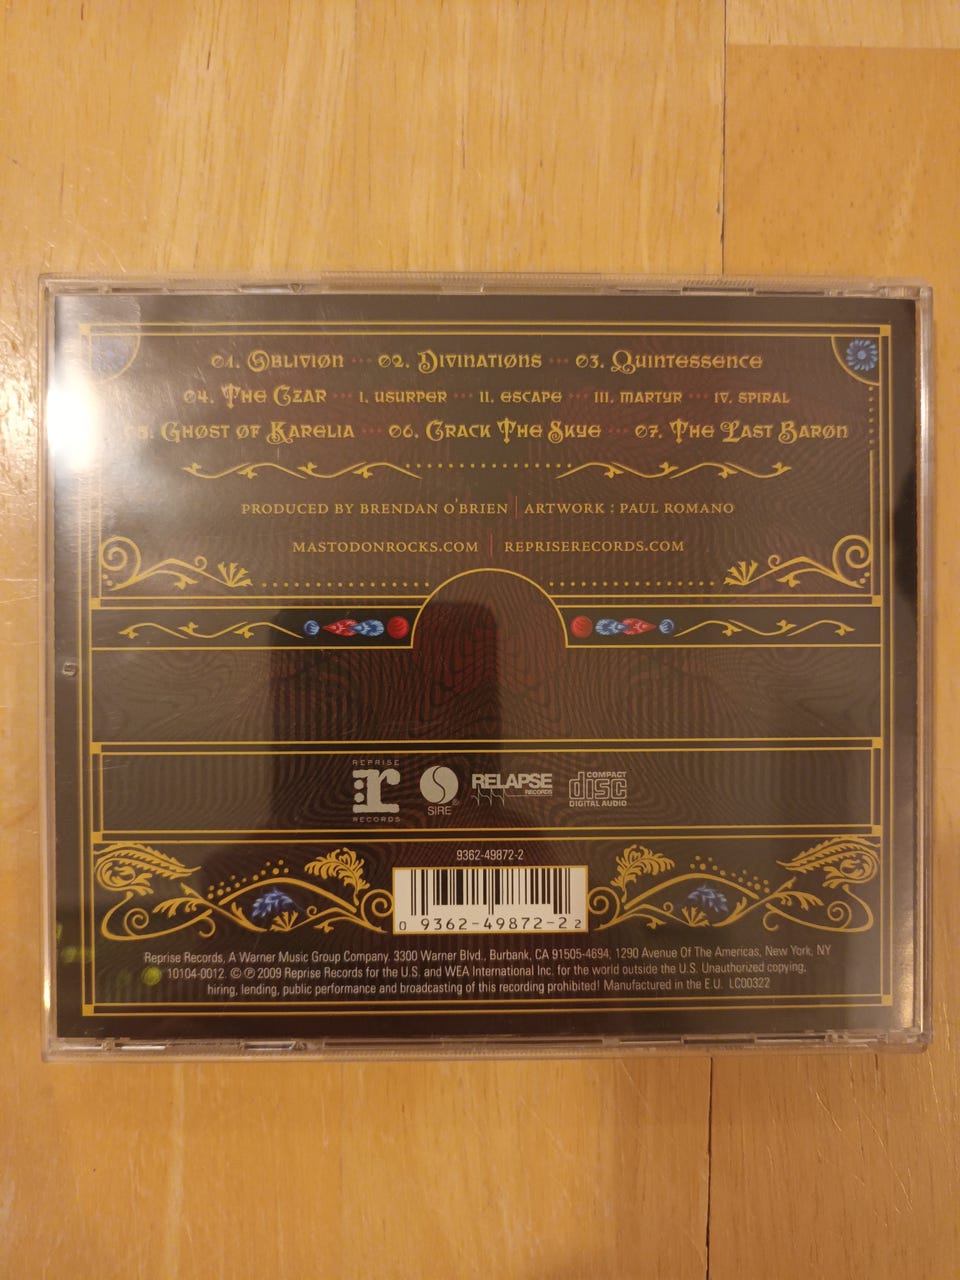 01. Oblivion ··· 02. Divinations ··· 03. Quintessence
04. The Czar ··· I. Usurper ··· II. Escape ··· III. Martyr ·· IV. Spiral
05. Ghost of Karelia ··· 06. Crack The Skye ··· 07. The Last Baron
PRODUCED BY BRENDAN O'BRIEN | ARTWORK : PAUL ROMANO
MASTODONROCKS.COM | REPRISERECORDS.COM
REPRISE
r
RECORDS
S
SIRE®
RELAPSE
RECORDS
COMPACT
disc
DIGITAL AUDIO
9362-49872-2
0 9362-49872-2 2
Reprise Records, A Warner Music Group Company. 3300 Warner Blvd., Burbank, CA 91505-4694; 1290 Avenue Of The Americas, New York, NY
10104-0012. © ℗ 2009 Reprise Records for the U.S. and WEA International Inc. for the world outside the U.S. Unauthorized copying,
hiring, lending, public performance and broadcasting of this recording prohibited! Manufactured in the E.U. LC00322